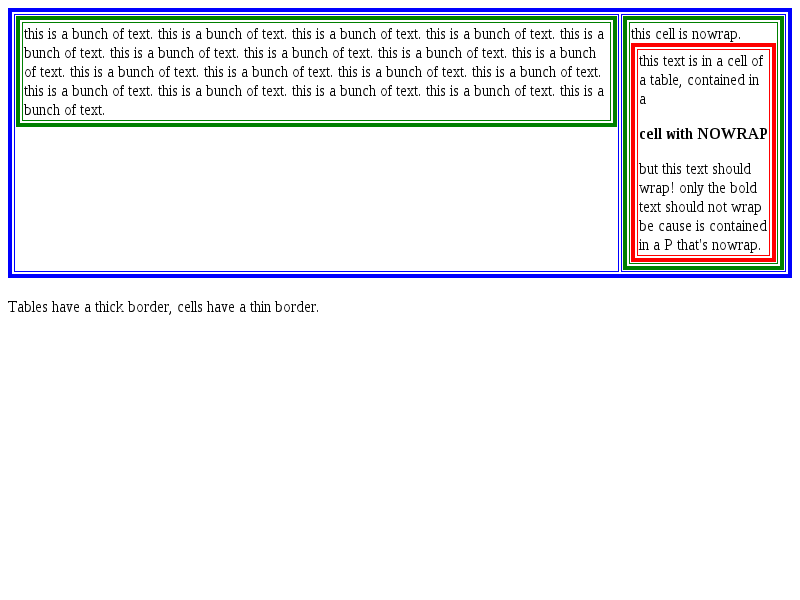 this is a bunch of text. this is a bunch of text. this is a bunch of text. this is a bunch of text. this is a
bunch of text. this is a bunch of text. this is a bunch of text. this is a bunch of text. this is a bunch
of text. this is a bunch of text. this is a bunch of text. this is a bunch of text. this is a bunch of text.
this is a bunch of text. this is a bunch of text. this is a bunch of text. this is a bunch of text. this is a
bunch of text.
this cell is nowrap.
this text is in a cell of
a table, contained in
a
cell with NOWRAP
but this text should
wrap! only the bold
text should not wrap
be cause is contained
in a P that's nowrap.
Tables have a thick border, cells have a thin border.